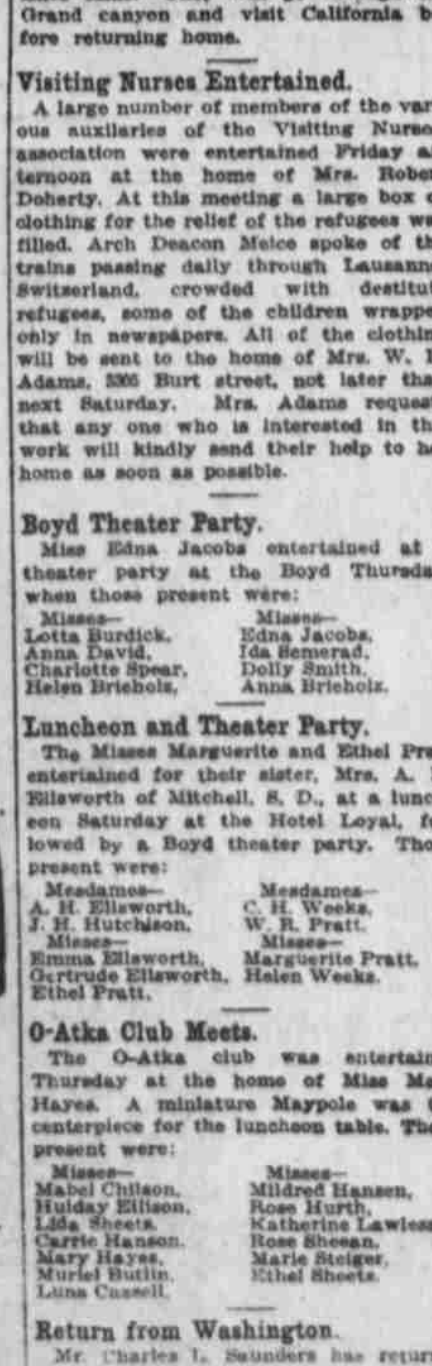 Grand canyon and visit California b
fore returning home.
Visiting Nurses Entertained.
A large number of members of the var
ous auxilaries of the Visiting Nurse
association were entertained Friday a
ternoon at the home of Mrs. Rober
Doherty. At this meeting a large box o
clothing for the relief of the refugees wa
filled. Arch Deacon Meice spoke of th
trains passing daily through Lausann
Switzerland, crowded with destitut
refugees, some of the children wrappe
only in newspapers. All of the clothin
will be sent to the home of Mrs. W.
Adams, Burt street, not later tha
next Saturday. Mrs. Adams reques
that any one who is interested in th
work will kindly send their help to he
home as soon as possible.
Boyd Theater Party.
Miss Edna Jacobs entertained at
theater party at the Boyd Thursda
when those present were:
Misses— Misses—
Lotta Burdick, Edna Jacobs,
Anna David, Ida Semerad,
Charlotte Spear, Dolly Smith,
Helen Brieholz, Anna Brieholz.
Luncheon and Theater Party.
The Misses Marguerite and Ethel Pra
entertained for their sister, Mrs. A.
Ellsworth of Mitchell, S. D., at a lunc
eon Saturday at the Hotel Loyal, fo
lowed by a Boyd theater party. Tho
present were:
Mesdames— Mesdames—
A. H. Ellsworth, C. H. Weeks,
J. H. Hutchison, W. R. Pratt.
Misses— Misses—
Emma Ellsworth, Marguerite Pratt,
Gertrude Ellsworth, Helen Weeks.
Ethel Pratt,
O-Atka Club Meets.
The O-Atka club was entertain
Thursday at the home of Miss Ma
Hayes. A miniature Maypole was t
centerpiece for the luncheon table. Tho
present were:
Misses— Misses—
Mabel Chilson, Mildred Hansen,
Hulday Ellison, Rose Hurth,
Lida Sheets, Katherine Lawless
Carrie Hanson, Rose Sheean,
Mary Hayes, Marie Steiger,
Muriel Butlin, Ethel Sheets.
Luna Cassell,
Return from Washington.
Mr. Charles L. Saunders has return